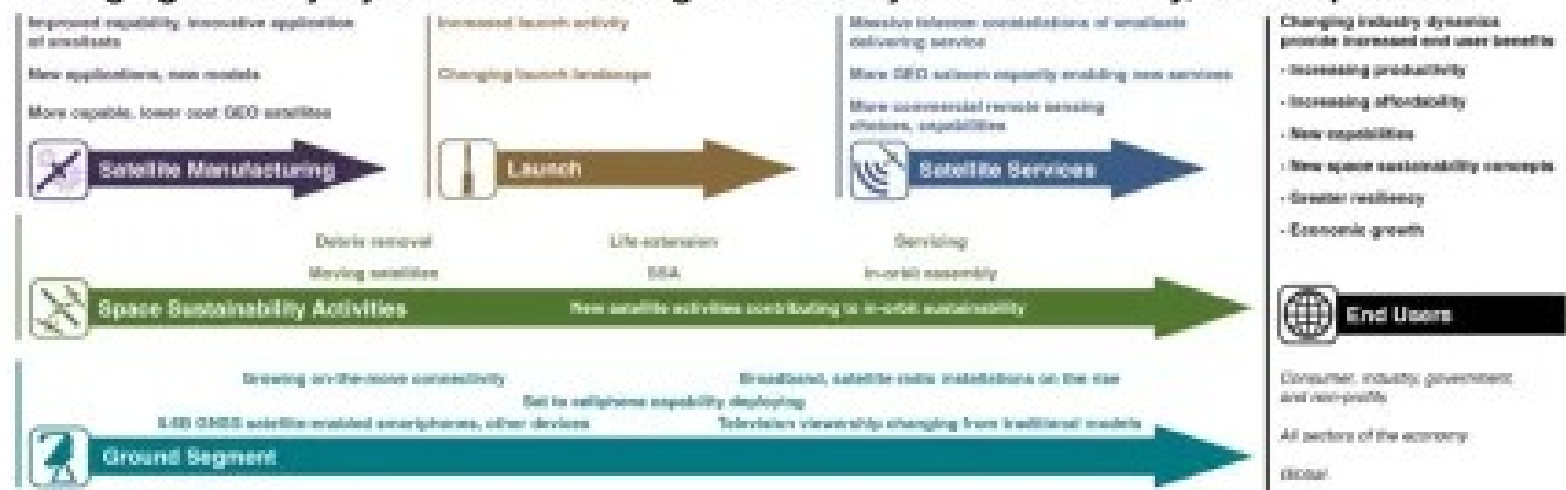 Improved capability, innovative application
of smallsats
New applications, new models
More capable, lower cost GEO satellites
Satellite Manufacturing
Increased launch activity
Changing launch landscape
Launch
Massive telecom constellations of smallsats
delivering service
More GEO satcom capacity enabling new services
More commercial remote sensing
choices, capabilities
Satellite Services
Changing industry dynamics
provide increased end user benefits
- Increasing productivity
- Increasing affordability
- New capabilities
- New space sustainability concepts
- Greater resiliency
- Economic growth
Debris removal
Life extension
Servicing
Moving satellites
SSA
In-orbit assembly
Space Sustainability Activities
New satellite activities contributing to in-orbit sustainability
End Users
Growing on-the-move connectivity
Broadband, satellite radio installations on the rise
Sat to cellphone capability deploying
GNSS satellite-enabled smartphones, other devices
Television viewership changing from traditional models
Ground Segment
Consumer, industry, government,
and non-profits
All sectors of the economy
Global